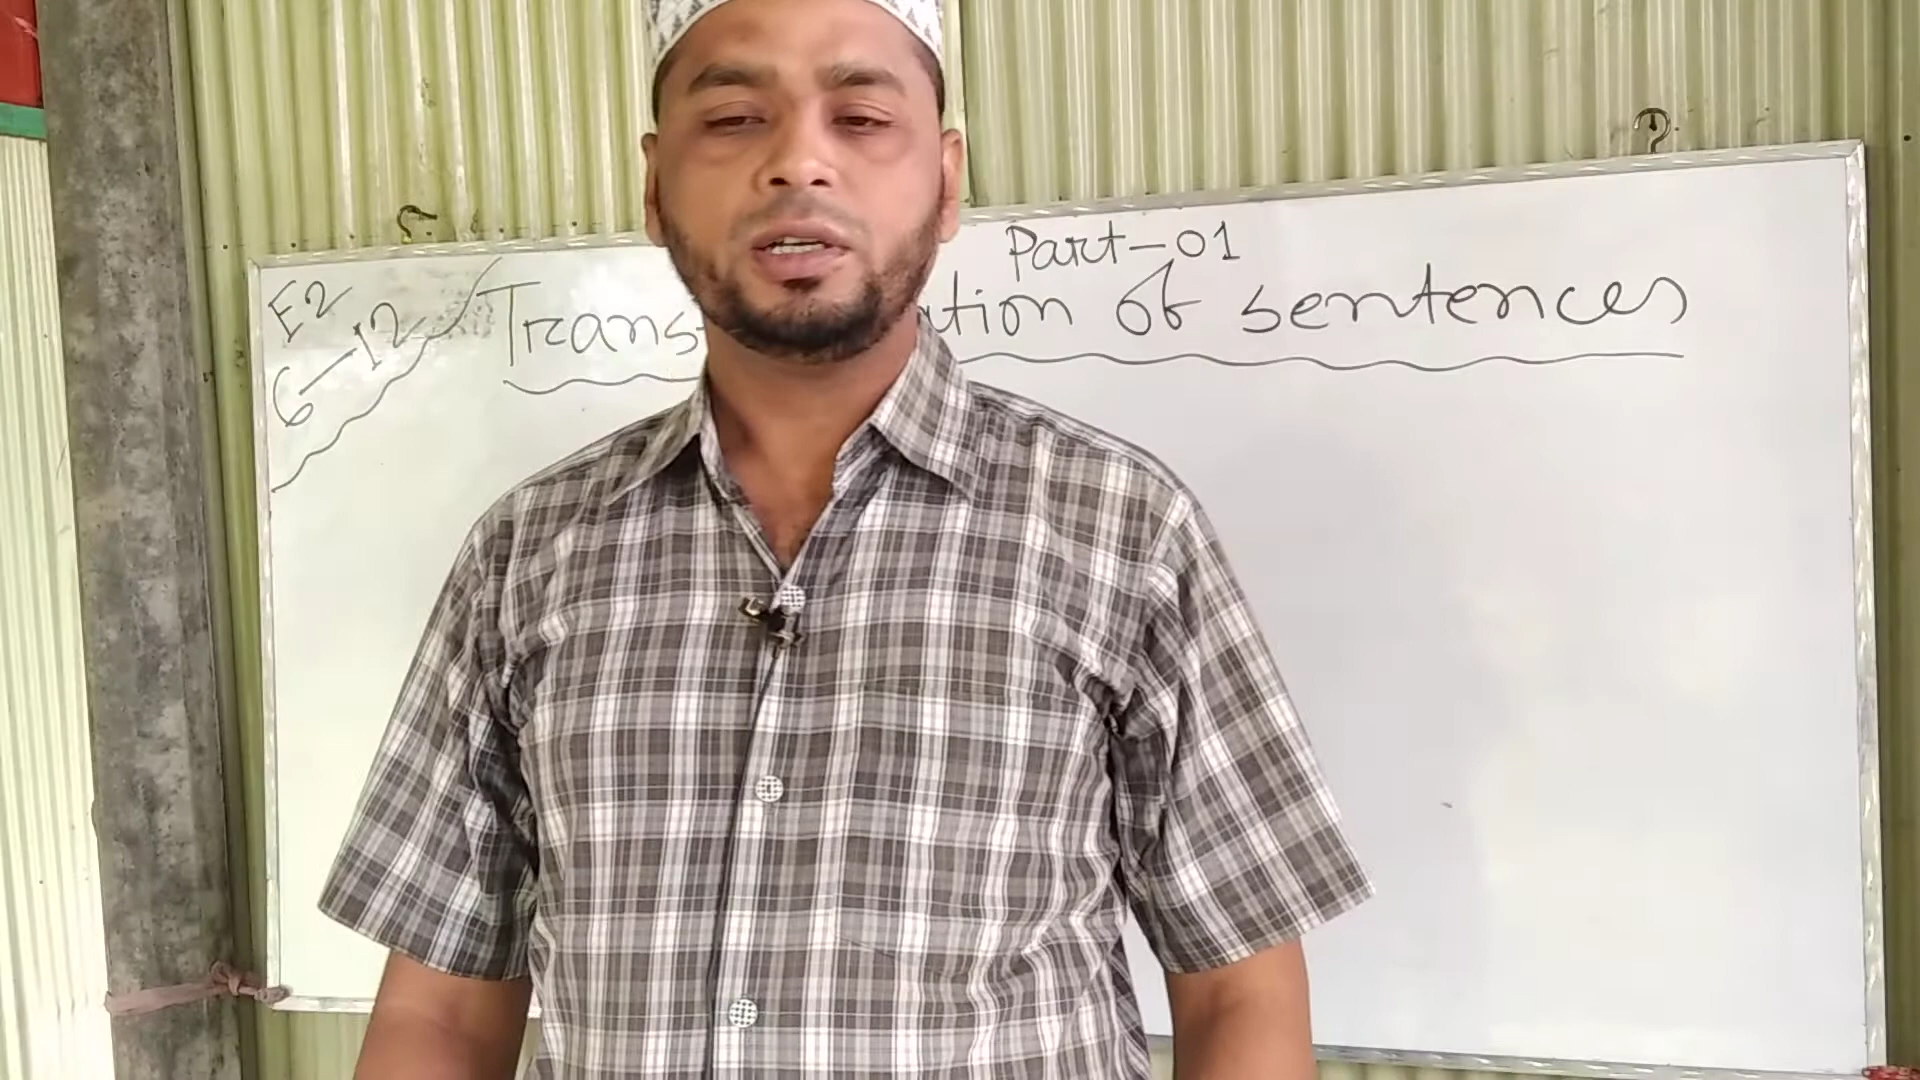 Part-01
E2
6-12
Trans ation of sentences